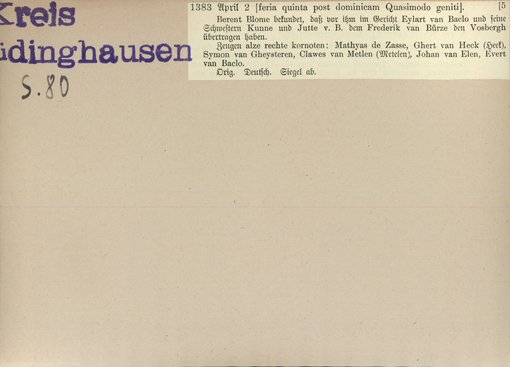 Kreis
üdinghausen
S. 80
1383 April 2 [feria quinta post dominicam Quasimodo geniti]. [5
Berent Blome bekundet, daß vor ihm im Gericht Eylart van Baclo und seine
Schwestern Kunne und Jutte v. B. dem Frederik van Bürze den Vosbergh
übertragen haben.
Zeugen alze rechte kornoten: Mathyas de Zasse, Ghert van Heck (Heek),
Symon van Gheysteren, Clawes van Metlen (Metelen), Johan van Elen, Evert
van Baclo.
Orig. Deutsch. Siegel ab.